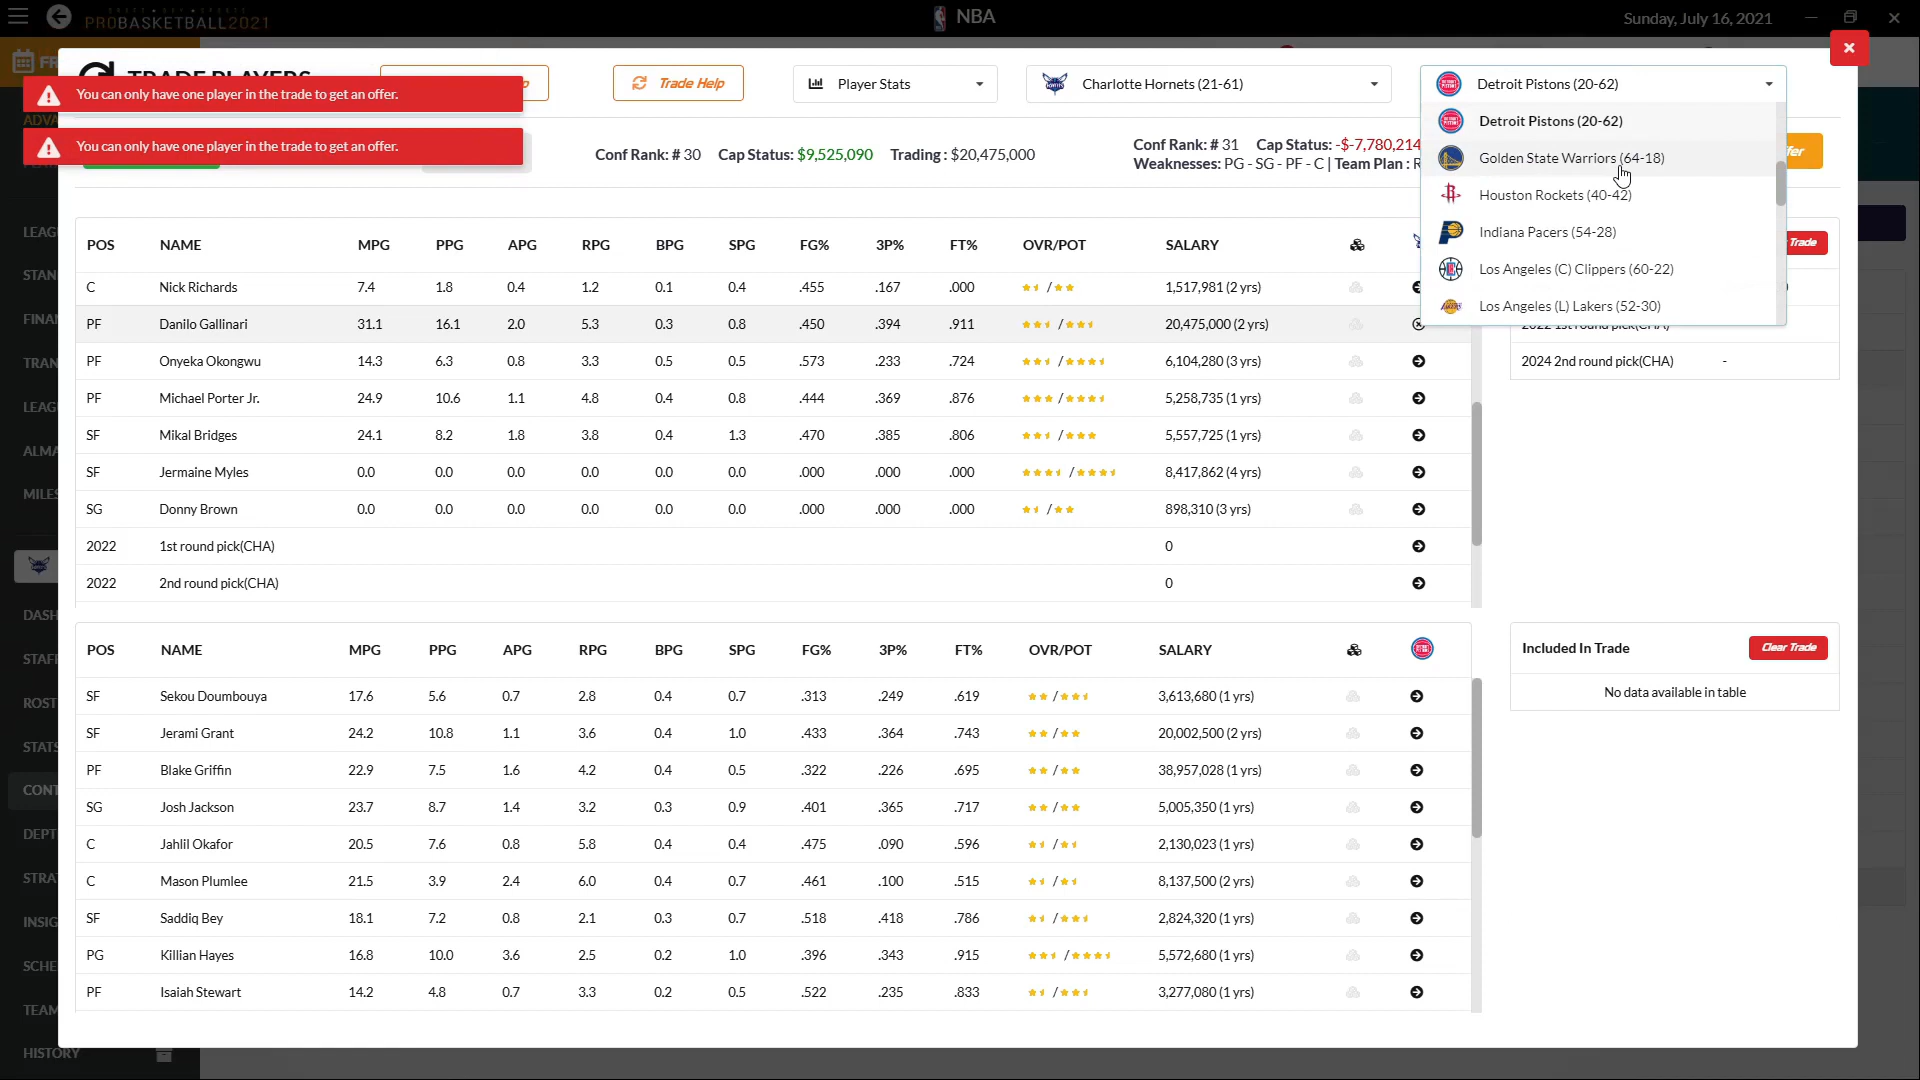 DRAFT DAY SPORTS
PROBASKETBALL2021
NBA
Sunday, July 16, 2021
TRADE PLAYERS
Trade Help
Player Stats
Charlotte Hornets (21-61)
Detroit Pistons (20-62)
You can only have one player in the trade to get an offer.
You can only have one player in the trade to get an offer.
Conf Rank: # 30 Cap Status: $9,525,090 Trading : $20,475,000
Conf Rank: # 31 Cap Status: -$-7,780,214
Weaknesses: PG - SG - PF - C | Team Plan : R
Detroit Pistons (20-62)
Golden State Warriors (64-18)
Houston Rockets (40-42)
Indiana Pacers (54-28)
Los Angeles (C) Clippers (60-22)
Los Angeles (L) Lakers (52-30)
POS NAME MPG PPG APG RPG BPG SPG FG% 3P% FT% OVR/POT SALARY
C Nick Richards 7.4 1.8 0.4 1.2 0.1 0.4 .455 .167 .000 / 1,517,981 (2 yrs)
PF Danilo Gallinari 31.1 16.1 2.0 5.3 0.3 0.8 .450 .394 .911 / 20,475,000 (2 yrs)
PF Onyeka Okongwu 14.3 6.3 0.8 3.3 0.5 0.5 .573 .233 .724 / 6,104,280 (3 yrs)
PF Michael Porter Jr. 24.9 10.6 1.1 4.8 0.4 0.8 .444 .369 .876 / 5,258,735 (1 yrs)
SF Mikal Bridges 24.1 8.2 1.8 3.8 0.4 1.3 .470 .385 .806 / 5,557,725 (1 yrs)
SF Jermaine Myles 0.0 0.0 0.0 0.0 0.0 0.0 .000 .000 .000 / 8,417,862 (4 yrs)
SG Donny Brown 0.0 0.0 0.0 0.0 0.0 0.0 .000 .000 .000 / 898,310 (3 yrs)
2022 1st round pick(CHA) 0
2022 2nd round pick(CHA) 0
Trade
2022 1st round pick(CHA)
2024 2nd round pick(CHA) -
POS NAME MPG PPG APG RPG BPG SPG FG% 3P% FT% OVR/POT SALARY
SF Sekou Doumbouya 17.6 5.6 0.7 2.8 0.4 0.7 .313 .249 .619 / 3,613,680 (1 yrs)
SF Jerami Grant 24.2 10.8 1.1 3.6 0.4 1.0 .433 .364 .743 / 20,002,500 (2 yrs)
PF Blake Griffin 22.9 7.5 1.6 4.2 0.4 0.5 .322 .226 .695 / 38,957,028 (1 yrs)
SG Josh Jackson 23.7 8.7 1.4 3.2 0.3 0.9 .401 .365 .717 / 5,005,350 (1 yrs)
C Jahlil Okafor 20.5 7.6 0.8 5.8 0.4 0.4 .475 .090 .596 / 2,130,023 (1 yrs)
C Mason Plumlee 21.5 3.9 2.4 6.0 0.4 0.7 .461 .100 .515 / 8,137,500 (2 yrs)
SF Saddiq Bey 18.1 7.2 0.8 2.1 0.3 0.7 .518 .418 .786 / 2,824,320 (1 yrs)
PG Killian Hayes 16.8 10.0 3.6 2.5 0.2 1.0 .396 .343 .915 / 5,572,680 (1 yrs)
PF Isaiah Stewart 14.2 4.8 0.7 3.3 0.2 0.5 .522 .235 .833 / 3,277,080 (1 yrs)
Included In Trade Clear Trade
No data available in table
FR
ADVA
LEAG
STAN
FINAN
TRAN
LEAG
ALMA
MILES
DASH
STAF
ROST
STATS
CONT
DEPT
STRA
INSIG
SCHE
TEAM
HISTORY